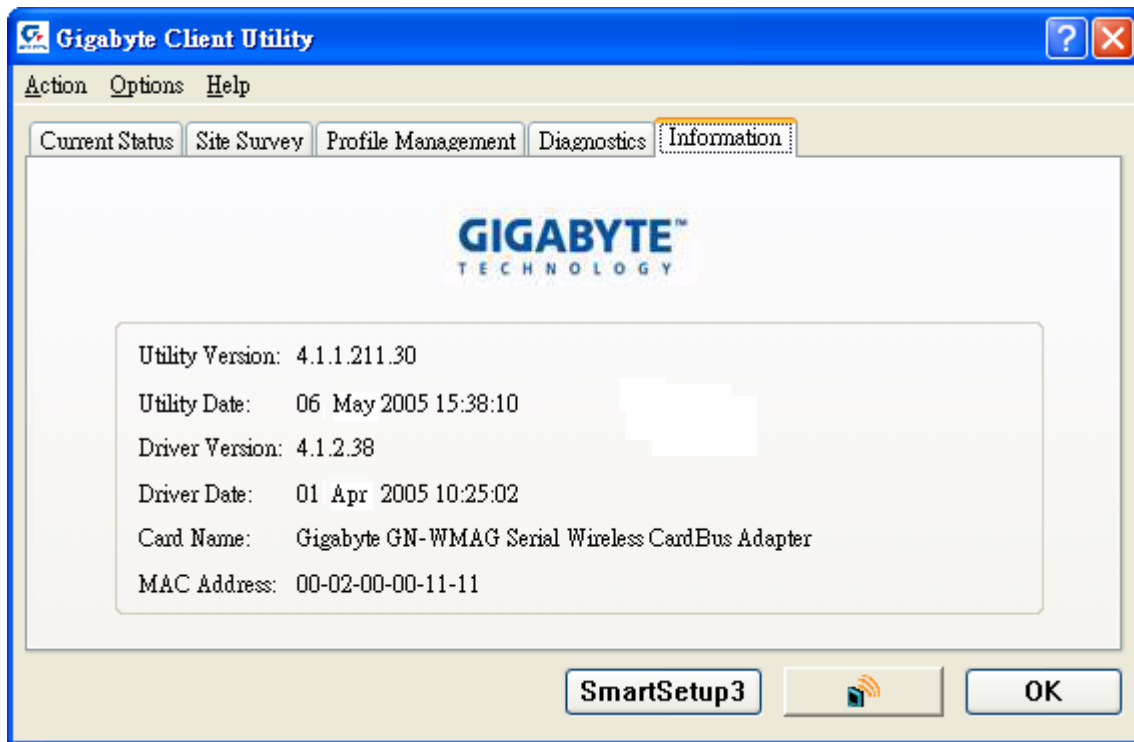 Gigabyte Client Utility
Action Options Help
Current Status Site Survey Profile Management Diagnostics Information
GIGABYTE™
TECHNOLOGY
Utility Version: 4.1.1.211.30
Utility Date: 06 May 2005 15:38:10
Driver Version: 4.1.2.38
Driver Date: 01 Apr 2005 10:25:02
Card Name: Gigabyte GN-WMAG Serial Wireless CardBus Adapter
MAC Address: 00-02-00-00-11-11
SmartSetup3 OK